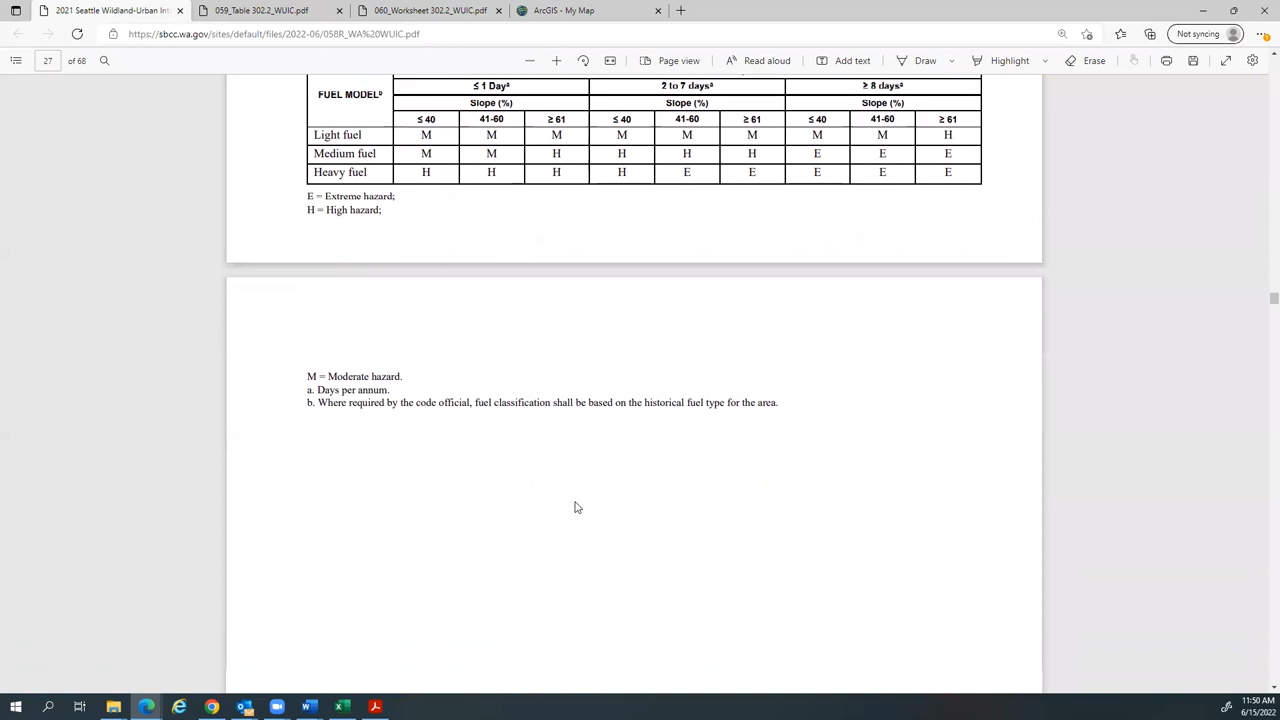 2021 Seattle Wildland-Urban Int
059_Table 302.2_WUIC.pdf
060_Worksheet 302.2_WUIC.pdf
ArcGIS - My Map
https://sbcc.wa.gov/sites/default/files/2022-06/058R_WA%20WUIC.pdf
Not syncing
27 of 68
Page view
Read aloud
Add text
Draw
Highlight
Erase
FUEL MODELb
≤ 1 Daya 2 to 7 daysa ≥ 8 daysa
Slope (%) Slope (%) Slope (%)
≤ 40 41-60 ≥ 61 ≤ 40 41-60 ≥ 61 ≤ 40 41-60 ≥ 61
Light fuel M M M M M M M M H
Medium fuel M M H H H H E E E
Heavy fuel H H H H E E E E E
E = Extreme hazard;
H = High hazard;
M = Moderate hazard.
a. Days per annum.
b. Where required by the code official, fuel classification shall be based on the historical fuel type for the area.
11:50 AM
6/15/2022